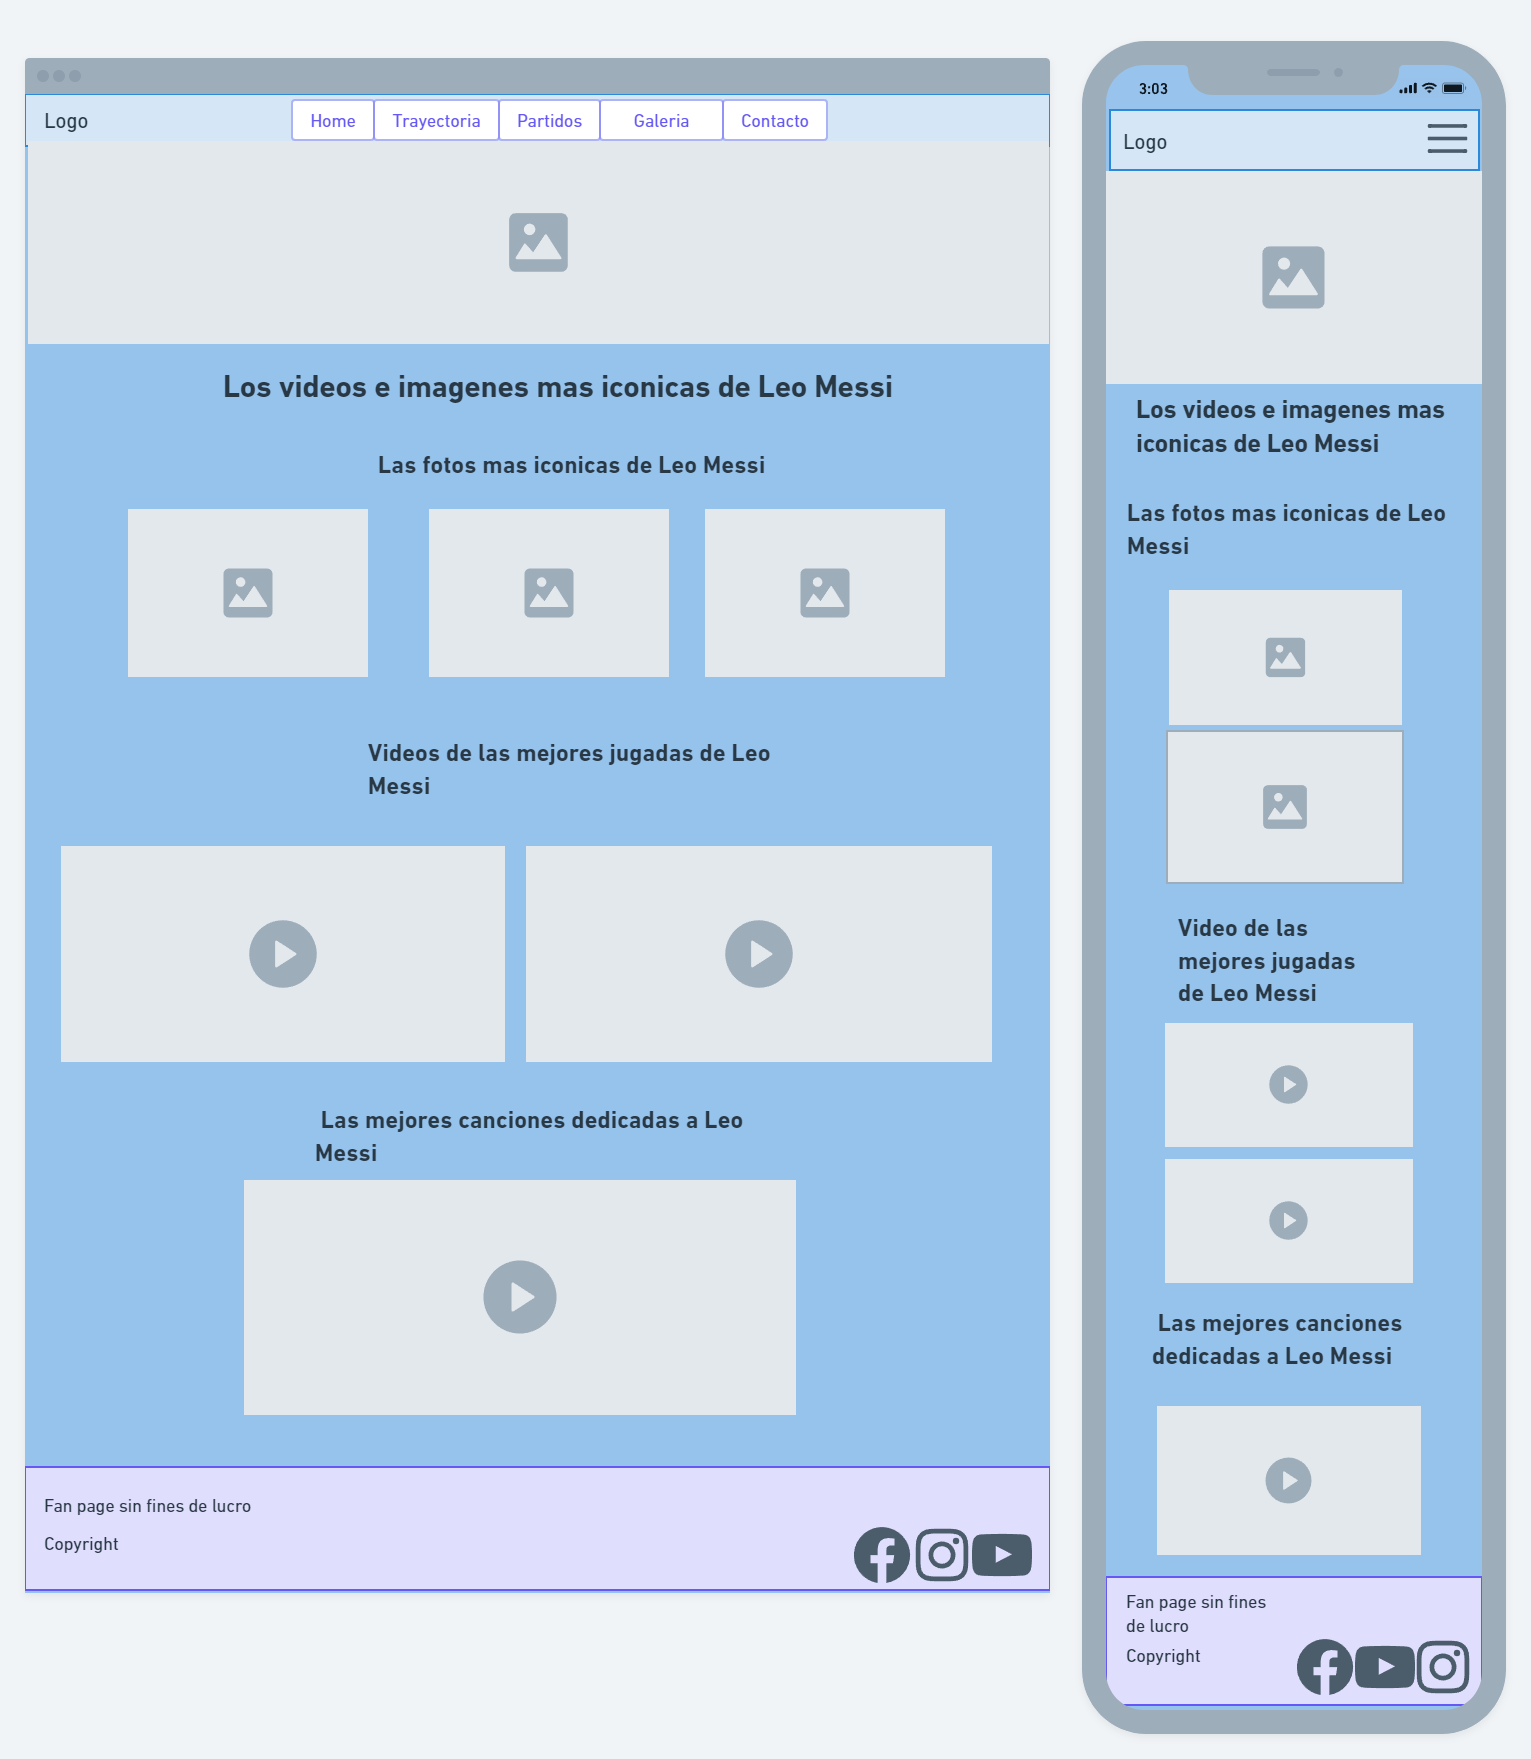 Logo
Home
Trayectoria
Partidos
Galeria
Contacto
Los videos e imagenes mas iconicas de Leo Messi
Las fotos mas iconicas de Leo Messi
Videos de las mejores jugadas de Leo
Messi
Las mejores canciones dedicadas a Leo
Messi
Fan page sin fines de lucro
Copyright
3:03
Logo
Los videos e imagenes mas
iconicas de Leo Messi
Las fotos mas iconicas de Leo
Messi
Video de las
mejores jugadas
de Leo Messi
Las mejores canciones
dedicadas a Leo Messi
Fan page sin fines
de lucro
Copyright